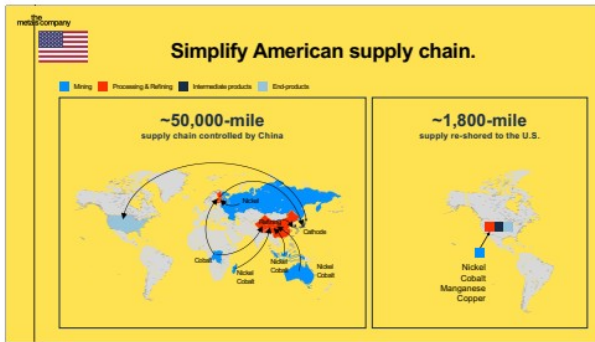 the
metals company
Simplify American supply chain.
Mining
Processing & Refining
Intermediate products
End-products
~50,000-mile
supply chain controlled by China
Nickel
Cathode
Cobalt
Nickel
Cobalt
Nickel
Cobalt
Nickel
Cobalt
~1,800-mile
supply re-shored to the U.S.
Nickel
Cobalt
Manganese
Copper